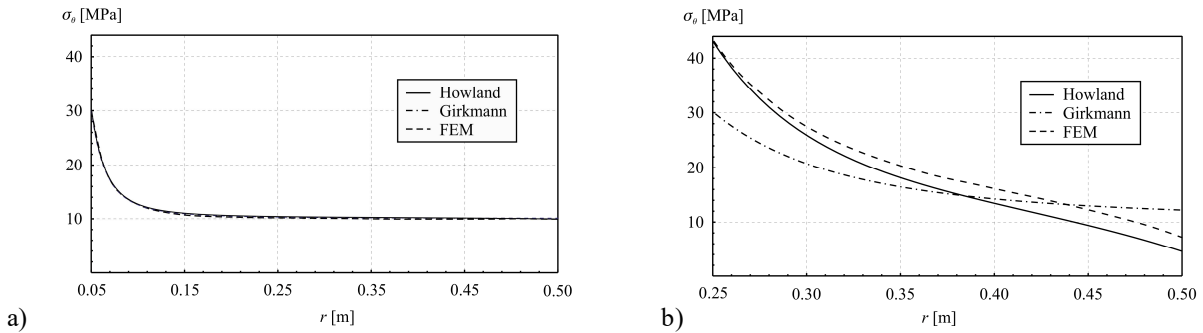 σθ [MPa]
40
30
20
10
0.05 0.15 0.25 0.35 0.45 0.50
r [m]
Howland
Girkmann
FEM
a)
σθ [MPa]
40
30
20
10
0.25 0.30 0.35 0.40 0.45 0.50
r [m]
Howland
Girkmann
FEM
b)